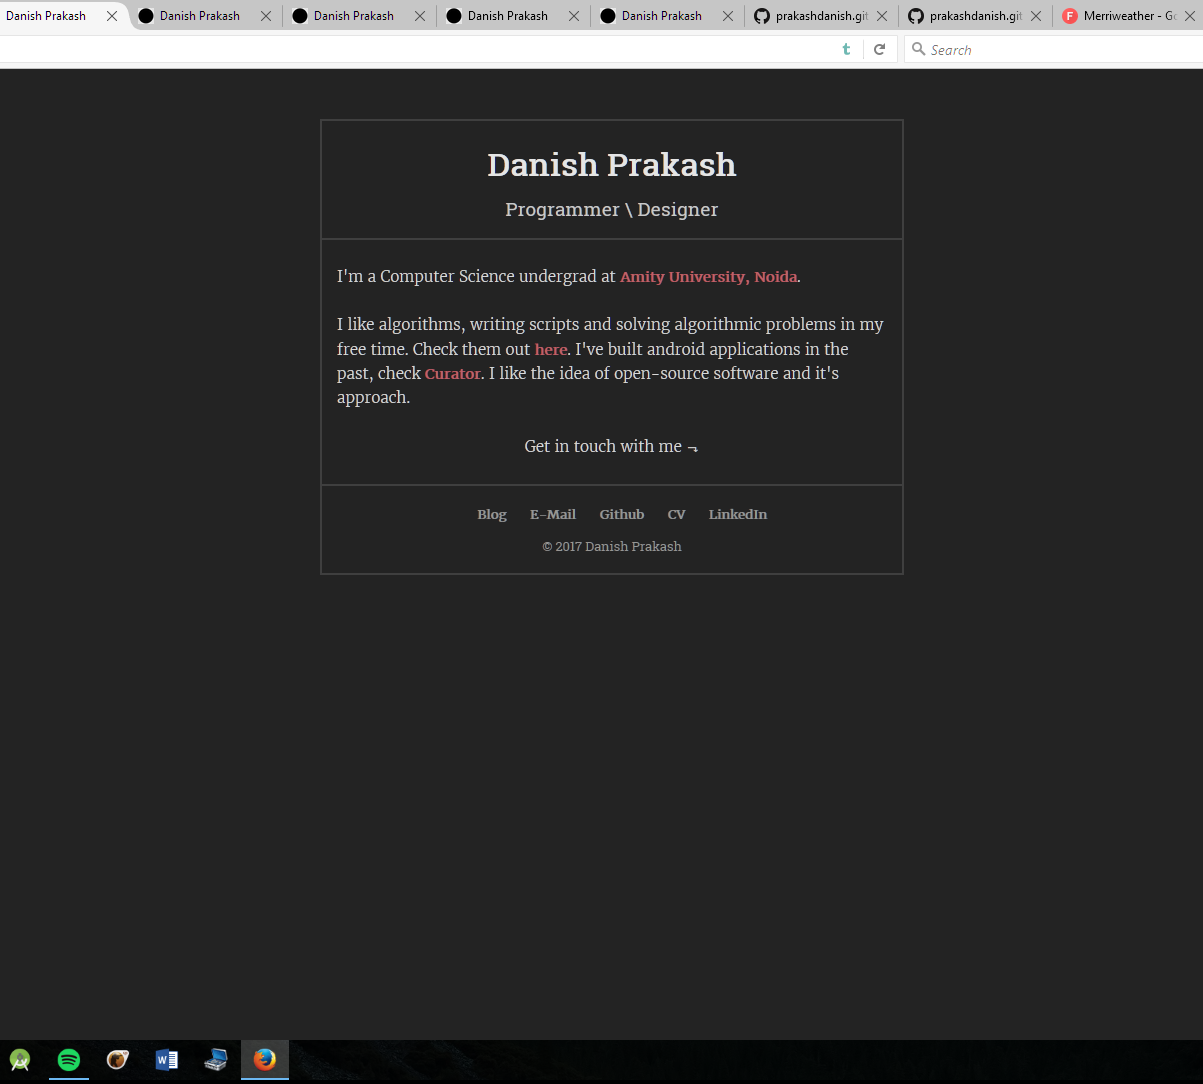 Danish Prakash
Danish Prakash
Danish Prakash
Danish Prakash
Danish Prakash
prakashdanish.git
prakashdanish.git
Merriweather - Go
t
Search
Danish Prakash
Programmer \ Designer
I'm a Computer Science undergrad at Amity University, Noida.
I like algorithms, writing scripts and solving algorithmic problems in my
free time. Check them out here. I've built android applications in the
past, check Curator. I like the idea of open-source software and it's
approach.
Get in touch with me ¬
Blog E-Mail Github CV LinkedIn
© 2017 Danish Prakash